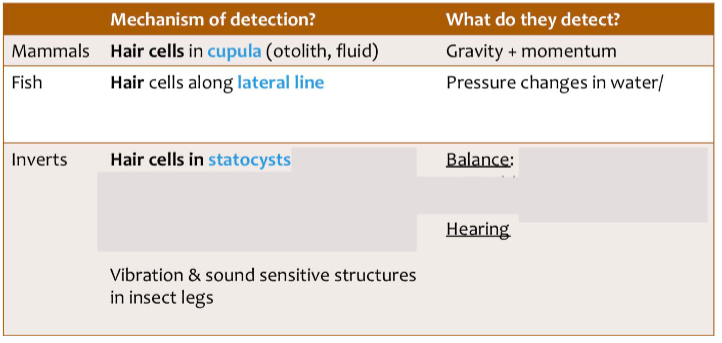 Mechanism of detection? What do they detect?
Mammals Hair cells in cupula (otolith, fluid) Gravity + momentum
Fish Hair cells along lateral line Pressure changes in water/
Inverts Hair cells in statocysts Balance:
Hearing
Vibration & sound sensitive structures
in insect legs